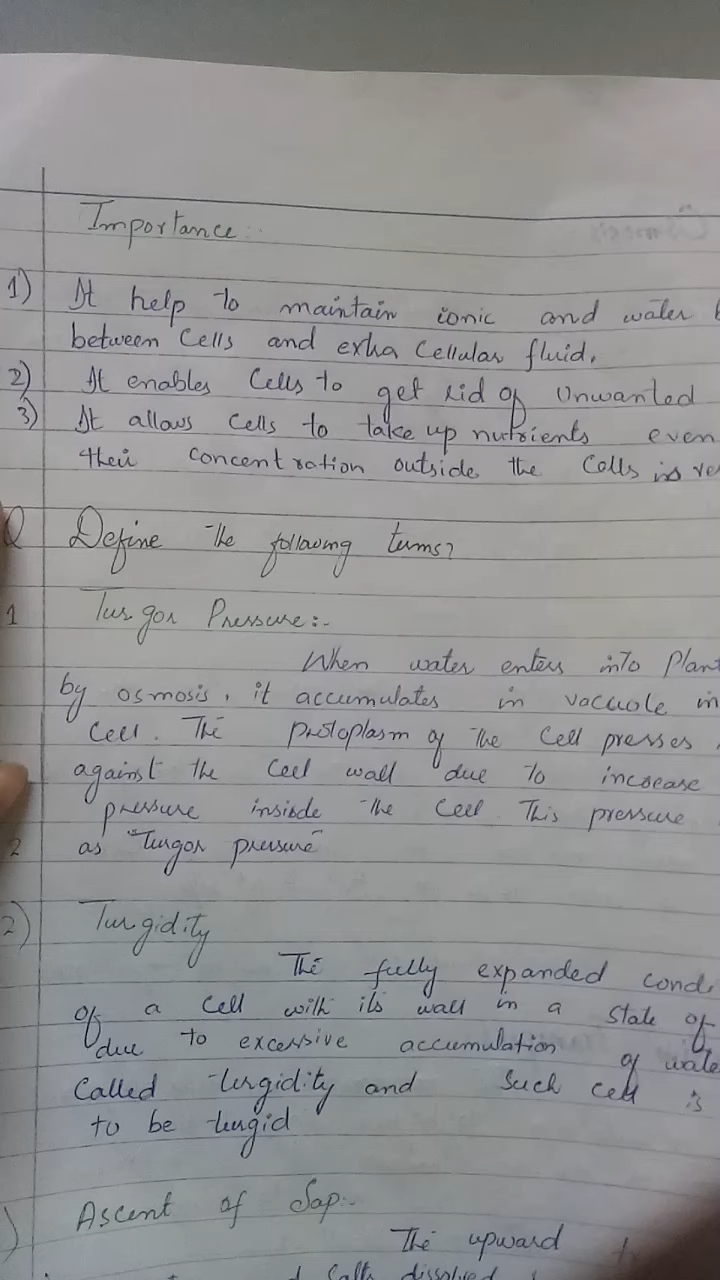 Importance:-
1) It help to maintain ionic and water
between Cells and extra Cellular fluid.
2) It enables Cells to get rid of Unwanted
3) It allows Cells to take up nutrients even
their concentration outside the Cells is
Q Define the following terms?
1 Turgor Pressure:-
When water enters into
by osmosis, it accumulates in vacuole in
Cell. The protoplasm of the Cell presses
against the Cell wall due to increase
pressure insisde the Cell. This pressure
2 as "Turgor pressure"
2) Turgidity
The fully expanded
of a Cell with its wall in a State of
due to excessive accumulation of
Called turgidity and Such cell is
to be turgid
) Ascent of Sap:-
The upward
Salts dissolved